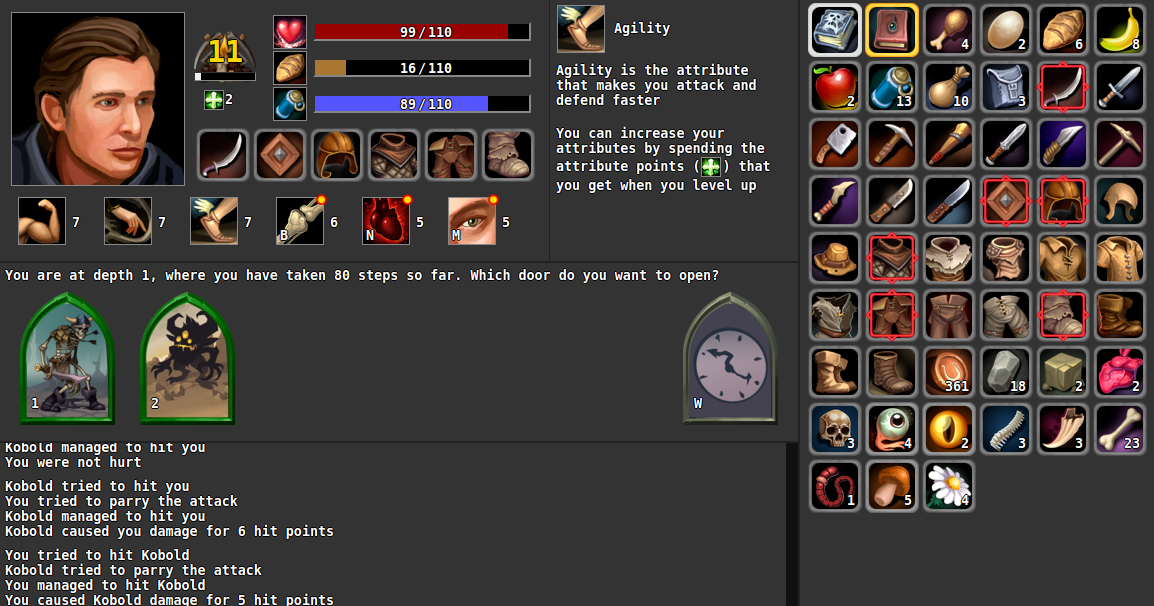 11
2
99/110
16/110
89/110
7
7
7
B
6
N
5
M
5
Agility
Agility is the attribute
that makes you attack and
defend faster
You can increase your
attributes by spending the
attribute points ( ) that
you get when you level up
You are at depth 1, where you have taken 80 steps so far. Which door do you want to open?
1
2
W
Kobold managed to hit you
You were not hurt
Kobold tried to hit you
You tried to parry the attack
Kobold managed to hit you
Kobold caused you damage for 6 hit points
You tried to hit Kobold
Kobold tried to parry the attack
You managed to hit Kobold
You caused Kobold damage for 5 hit points
4
2
6
8
2
13
10
3
361
18
2
2
3
4
2
3
3
23
1
5
4